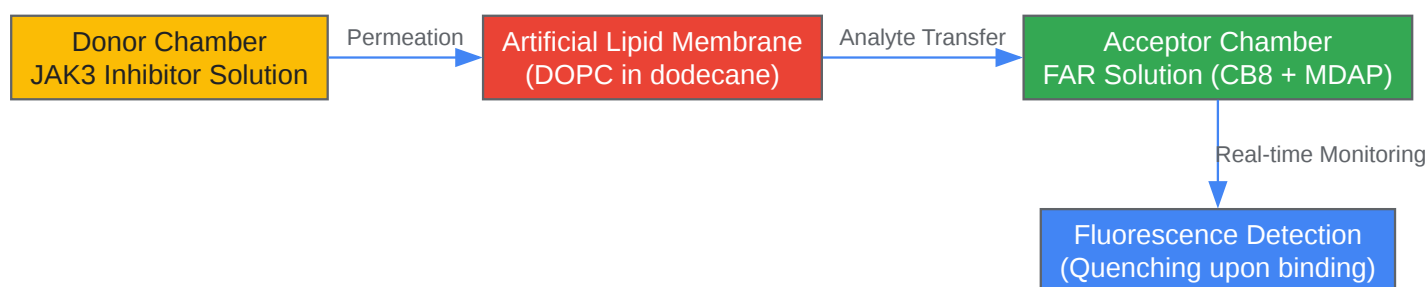 Donor Chamber
JAK3 Inhibitor Solution
Permeation
Artificial Lipid Membrane
(DOPC in dodecane)
Analyte Transfer
Acceptor Chamber
FAR Solution (CB8 + MDAP)
Real-time Monitoring
Fluorescence Detection
(Quenching upon binding)